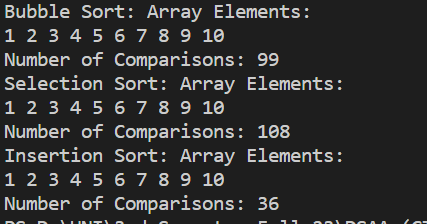 Bubble Sort: Array Elements:
1 2 3 4 5 6 7 8 9 10
Number of Comparisons: 99
Selection Sort: Array Elements:
1 2 3 4 5 6 7 8 9 10
Number of Comparisons: 108
Insertion Sort: Array Elements:
1 2 3 4 5 6 7 8 9 10
Number of Comparisons: 36